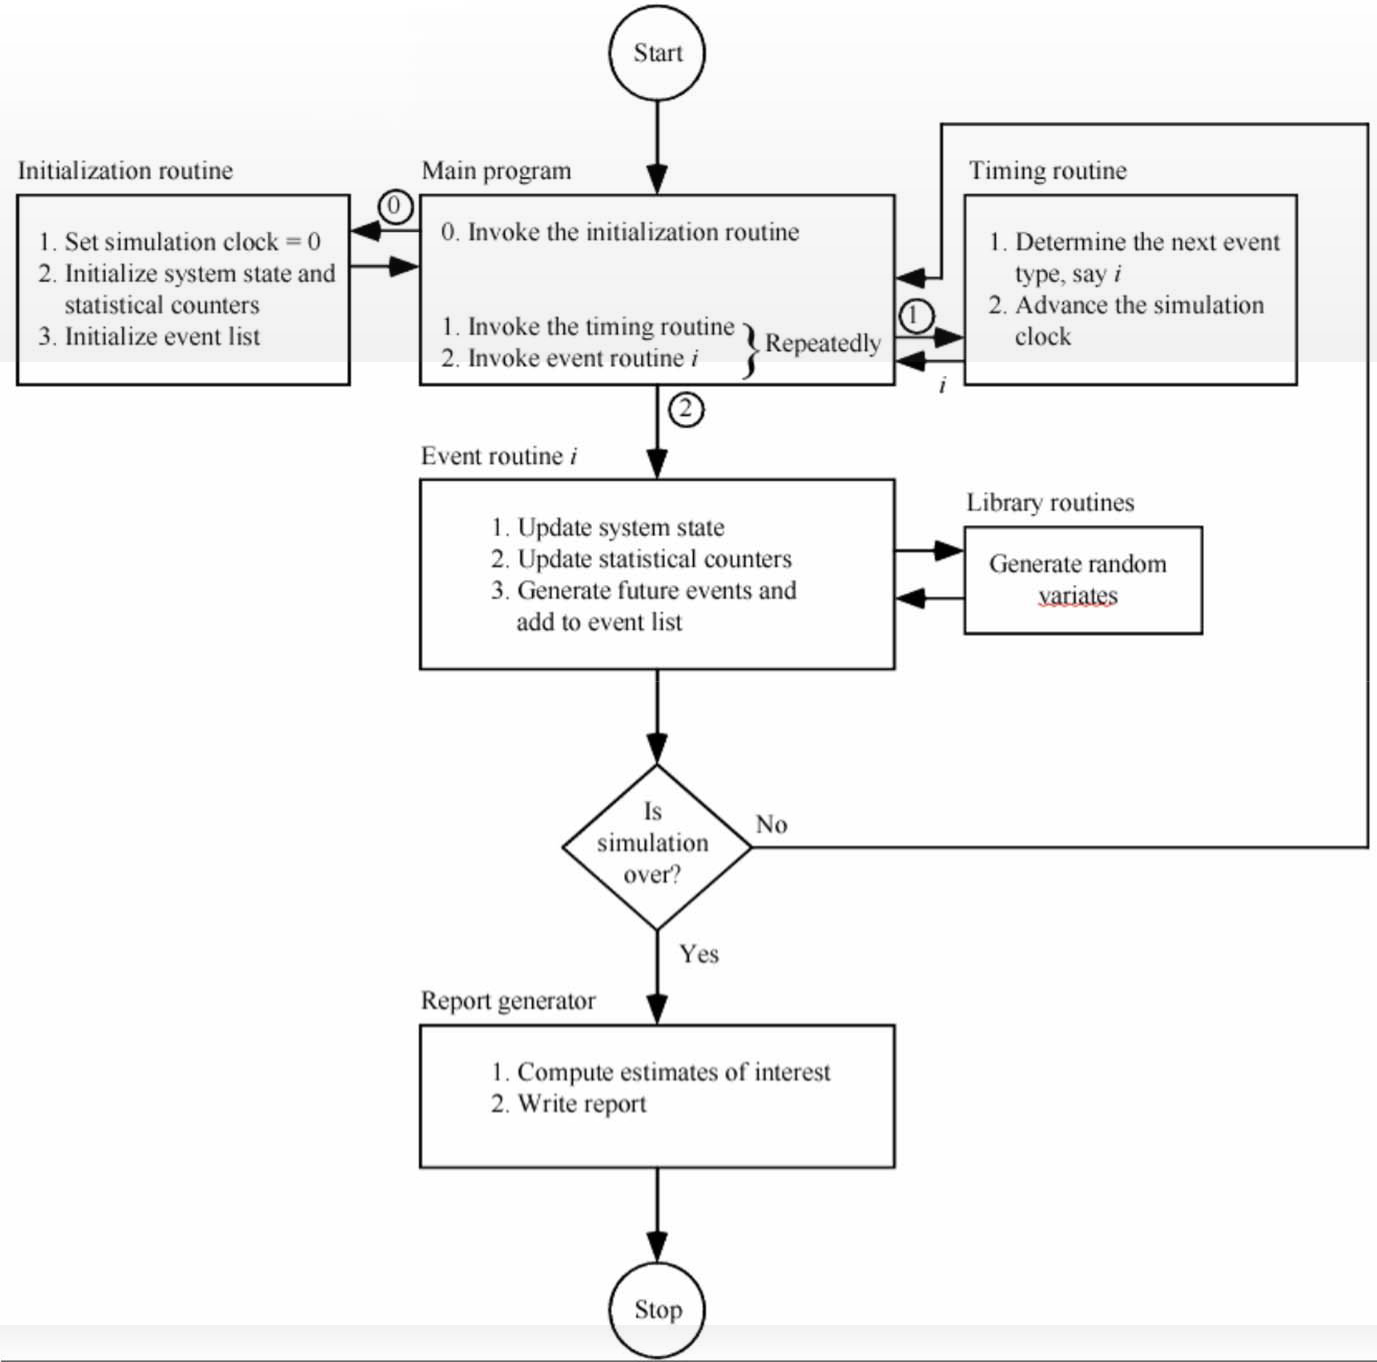 Start
Initialization routine
1. Set simulation clock = 0
2. Initialize system state and
statistical counters
3. Initialize event list
0
Main program
0. Invoke the initialization routine
1. Invoke the timing routine
2. Invoke event routine i
} Repeatedly
1
i
Timing routine
1. Determine the next event
type, say i
2. Advance the simulation
clock
2
Event routine i
1. Update system state
2. Update statistical counters
3. Generate future events and
add to event list
Library routines
Generate random
variates
Is
simulation
over?
No
Yes
Report generator
1. Compute estimates of interest
2. Write report
Stop